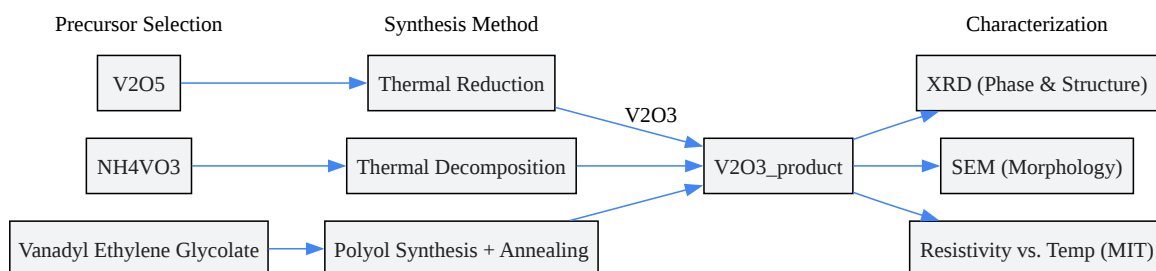 Precursor Selection
Synthesis Method
Characterization
V2O5
Thermal Reduction
XRD (Phase & Structure)
V2O3
NH4VO3
Thermal Decomposition
V2O3_product
SEM (Morphology)
Vanadyl Ethylene Glycolate
Polyol Synthesis + Annealing
Resistivity vs. Temp (MIT)